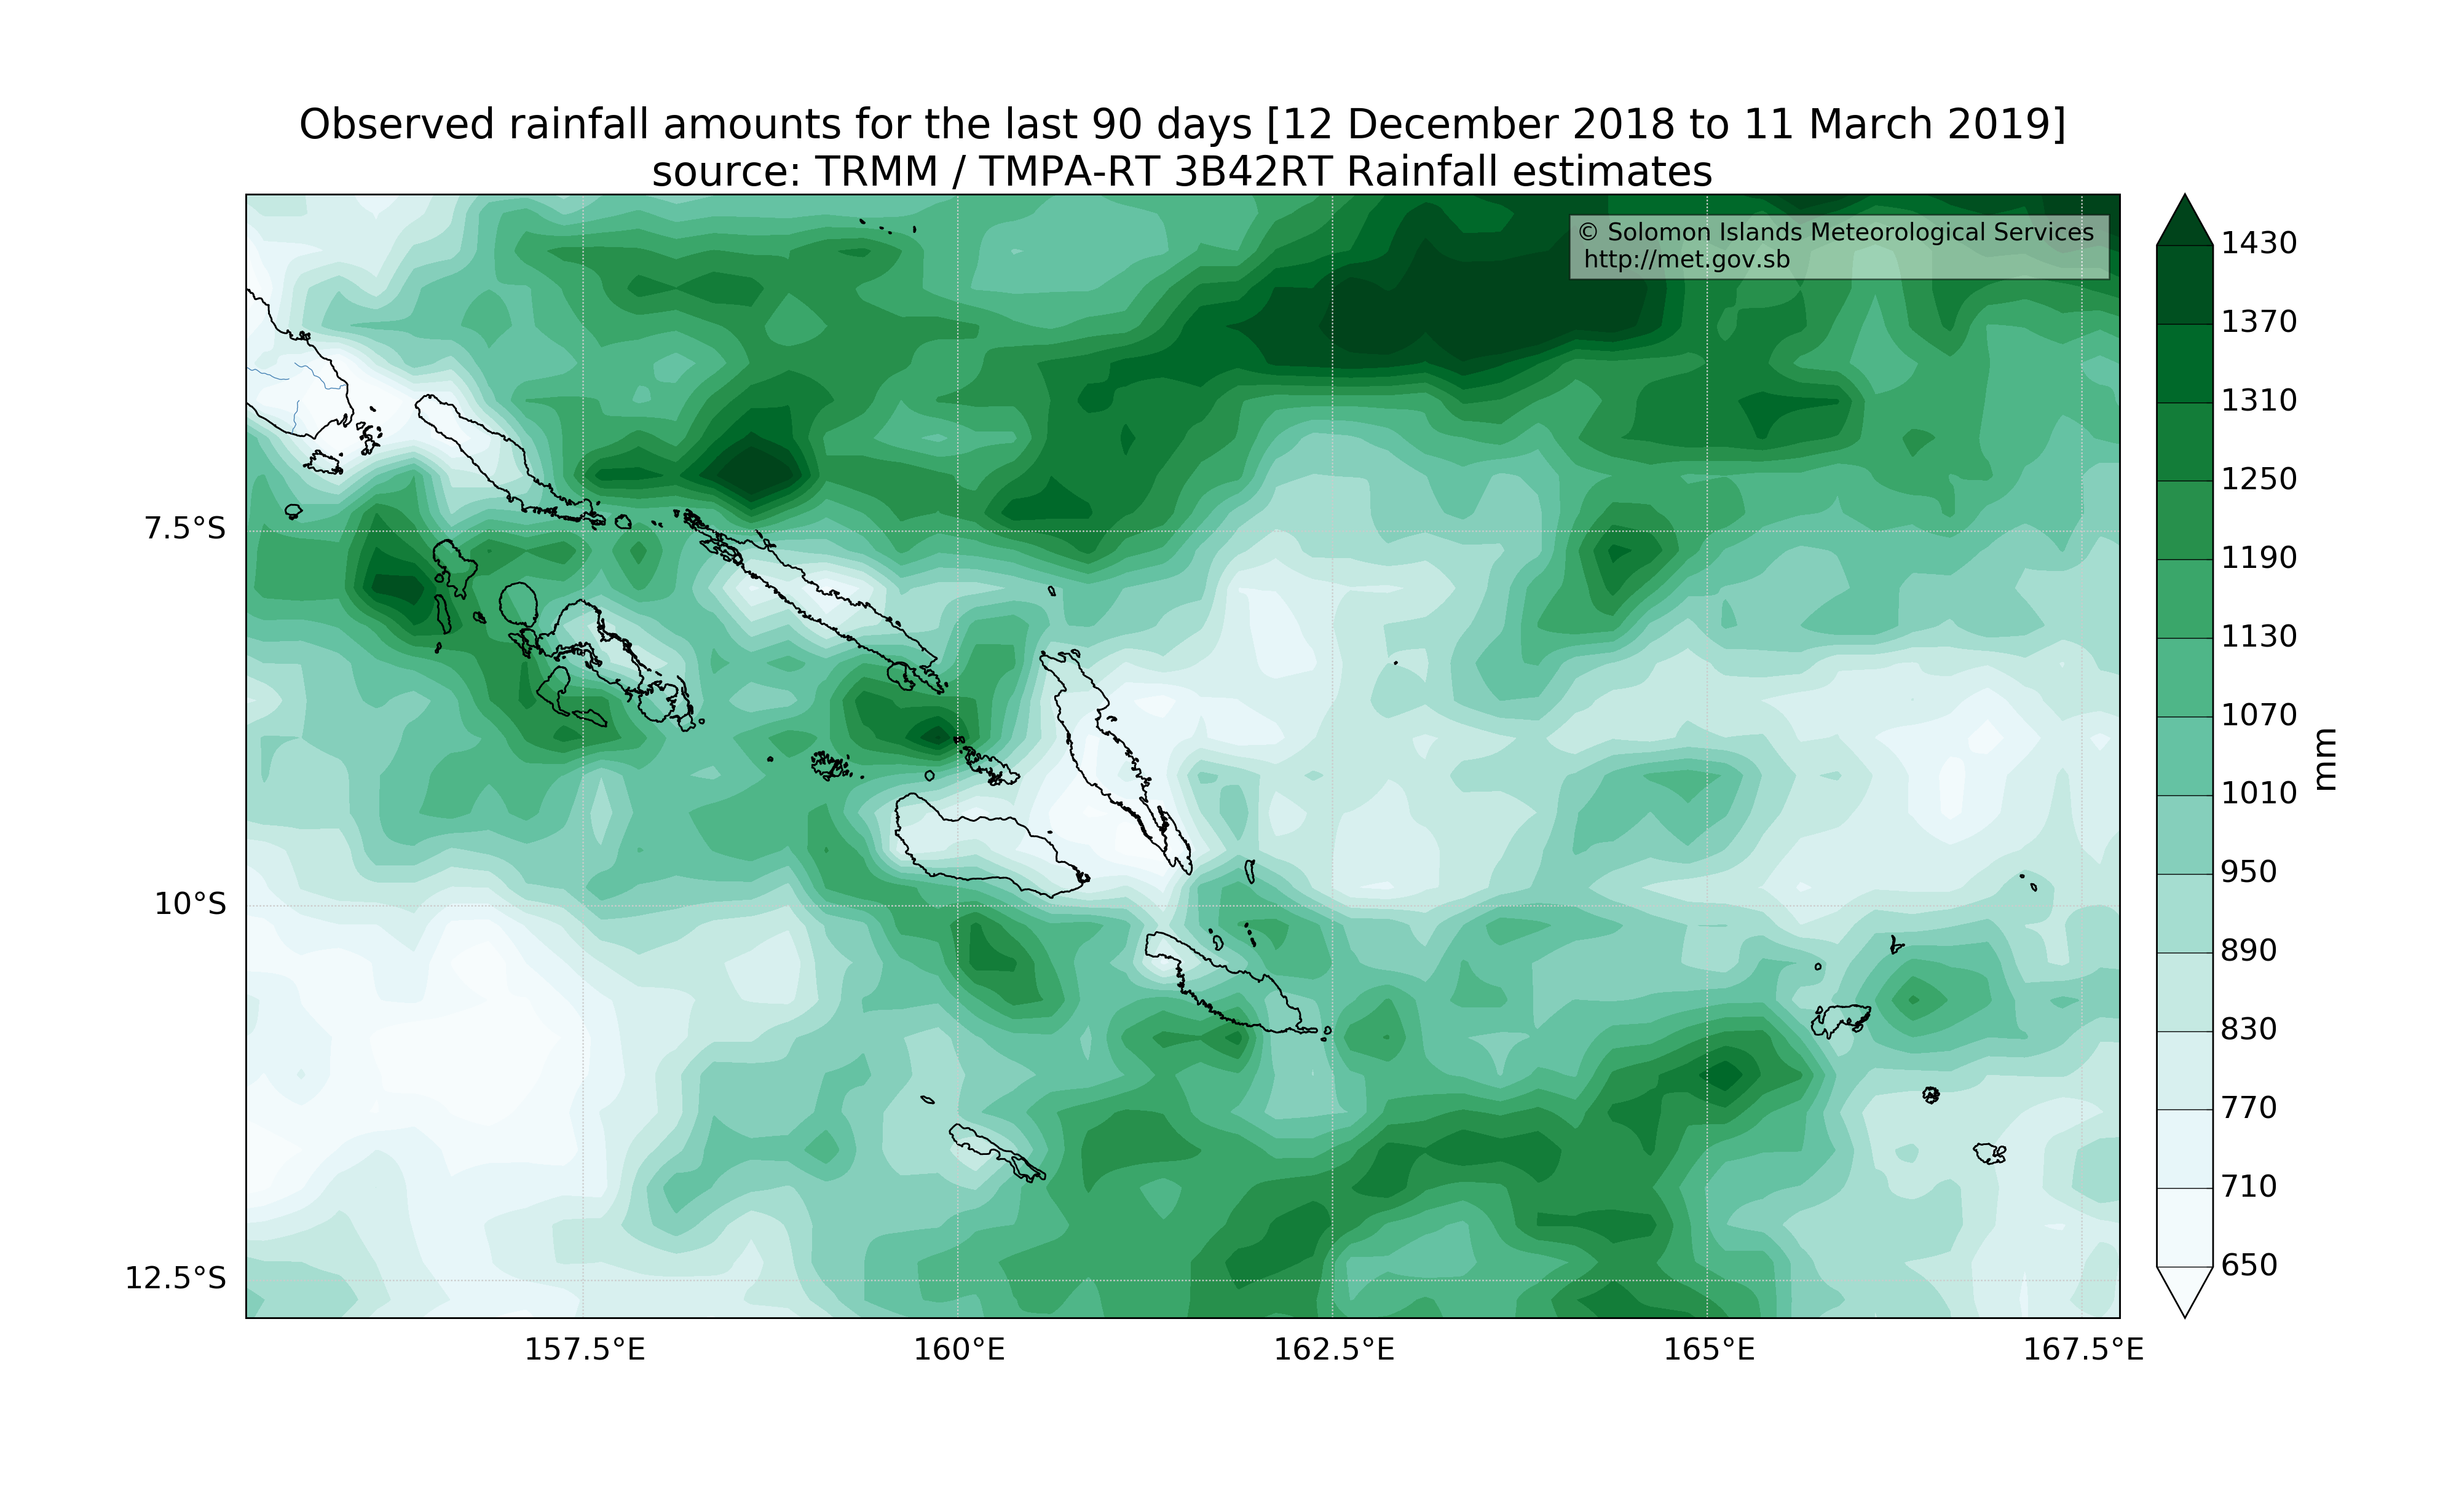 Observed rainfall amounts for the last 90 days [12 December 2018 to 11 March 2019]
source: TRMM / TMPA-RT 3B42RT Rainfall estimates
© Solomon Islands Meteorological Services
http://met.gov.sb
7.5°S
10°S
12.5°S
157.5°E
160°E
162.5°E
165°E
167.5°E
1430
1370
1310
1250
1190
1130
1070
1010
950
890
830
770
710
650
mm